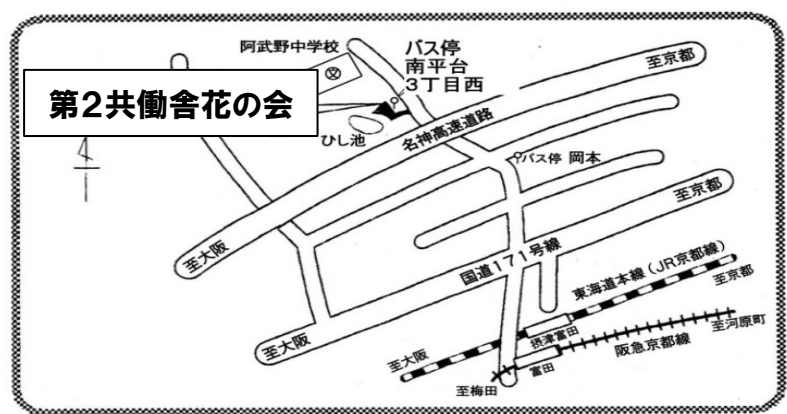 阿武野中学校
バス停
南平台
3丁目西
至京都
第2共働舎花の会
文
ひし池
名神高速道路
バス停 岡本
至京都
至大阪
国道171号線
東海道本線(JR京都線)
至京都
至大阪
摂津富田
至河原町
阪急京都線
至大阪
富田
至梅田